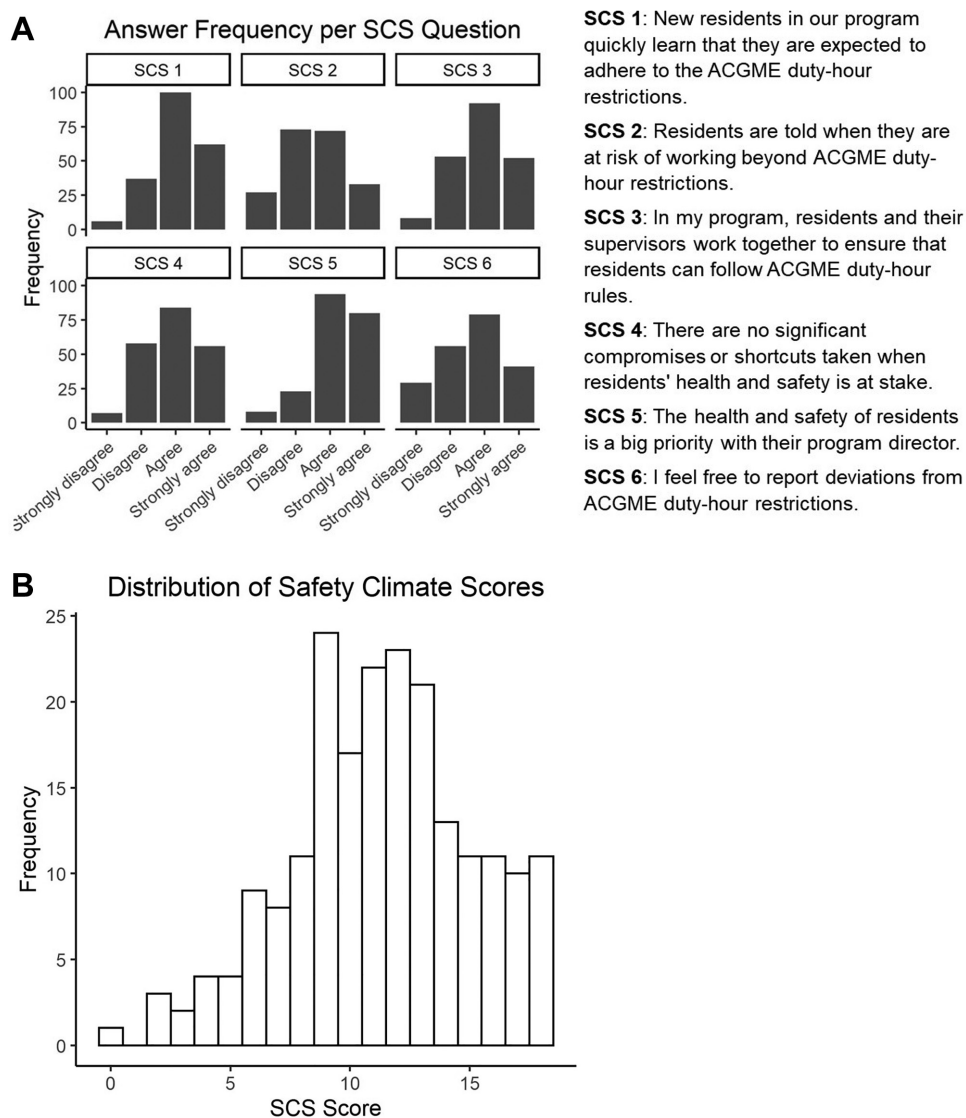 A
Answer Frequency per SCS Question
SCS 1
SCS 2
SCS 3
100
75
50
25
0
SCS 4
SCS 5
SCS 6
100
75
50
25
0
Frequency
Strongly disagree
Disagree
Agree
Strongly agree
Strongly disagree
Disagree
Agree
Strongly agree
Strongly disagree
Disagree
Agree
Strongly agree
SCS 1: New residents in our program
quickly learn that they are expected to
adhere to the ACGME duty-hour
restrictions.
SCS 2: Residents are told when they are
at risk of working beyond ACGME duty-
hour restrictions.
SCS 3: In my program, residents and their
supervisors work together to ensure that
residents can follow ACGME duty-hour
rules.
SCS 4: There are no significant
compromises or shortcuts taken when
residents' health and safety is at stake.
SCS 5: The health and safety of residents
is a big priority with their program director.
SCS 6: I feel free to report deviations from
ACGME duty-hour restrictions.
B
Distribution of Safety Climate Scores
25
20
15
10
5
0
Frequency
0
5
10
15
SCS Score